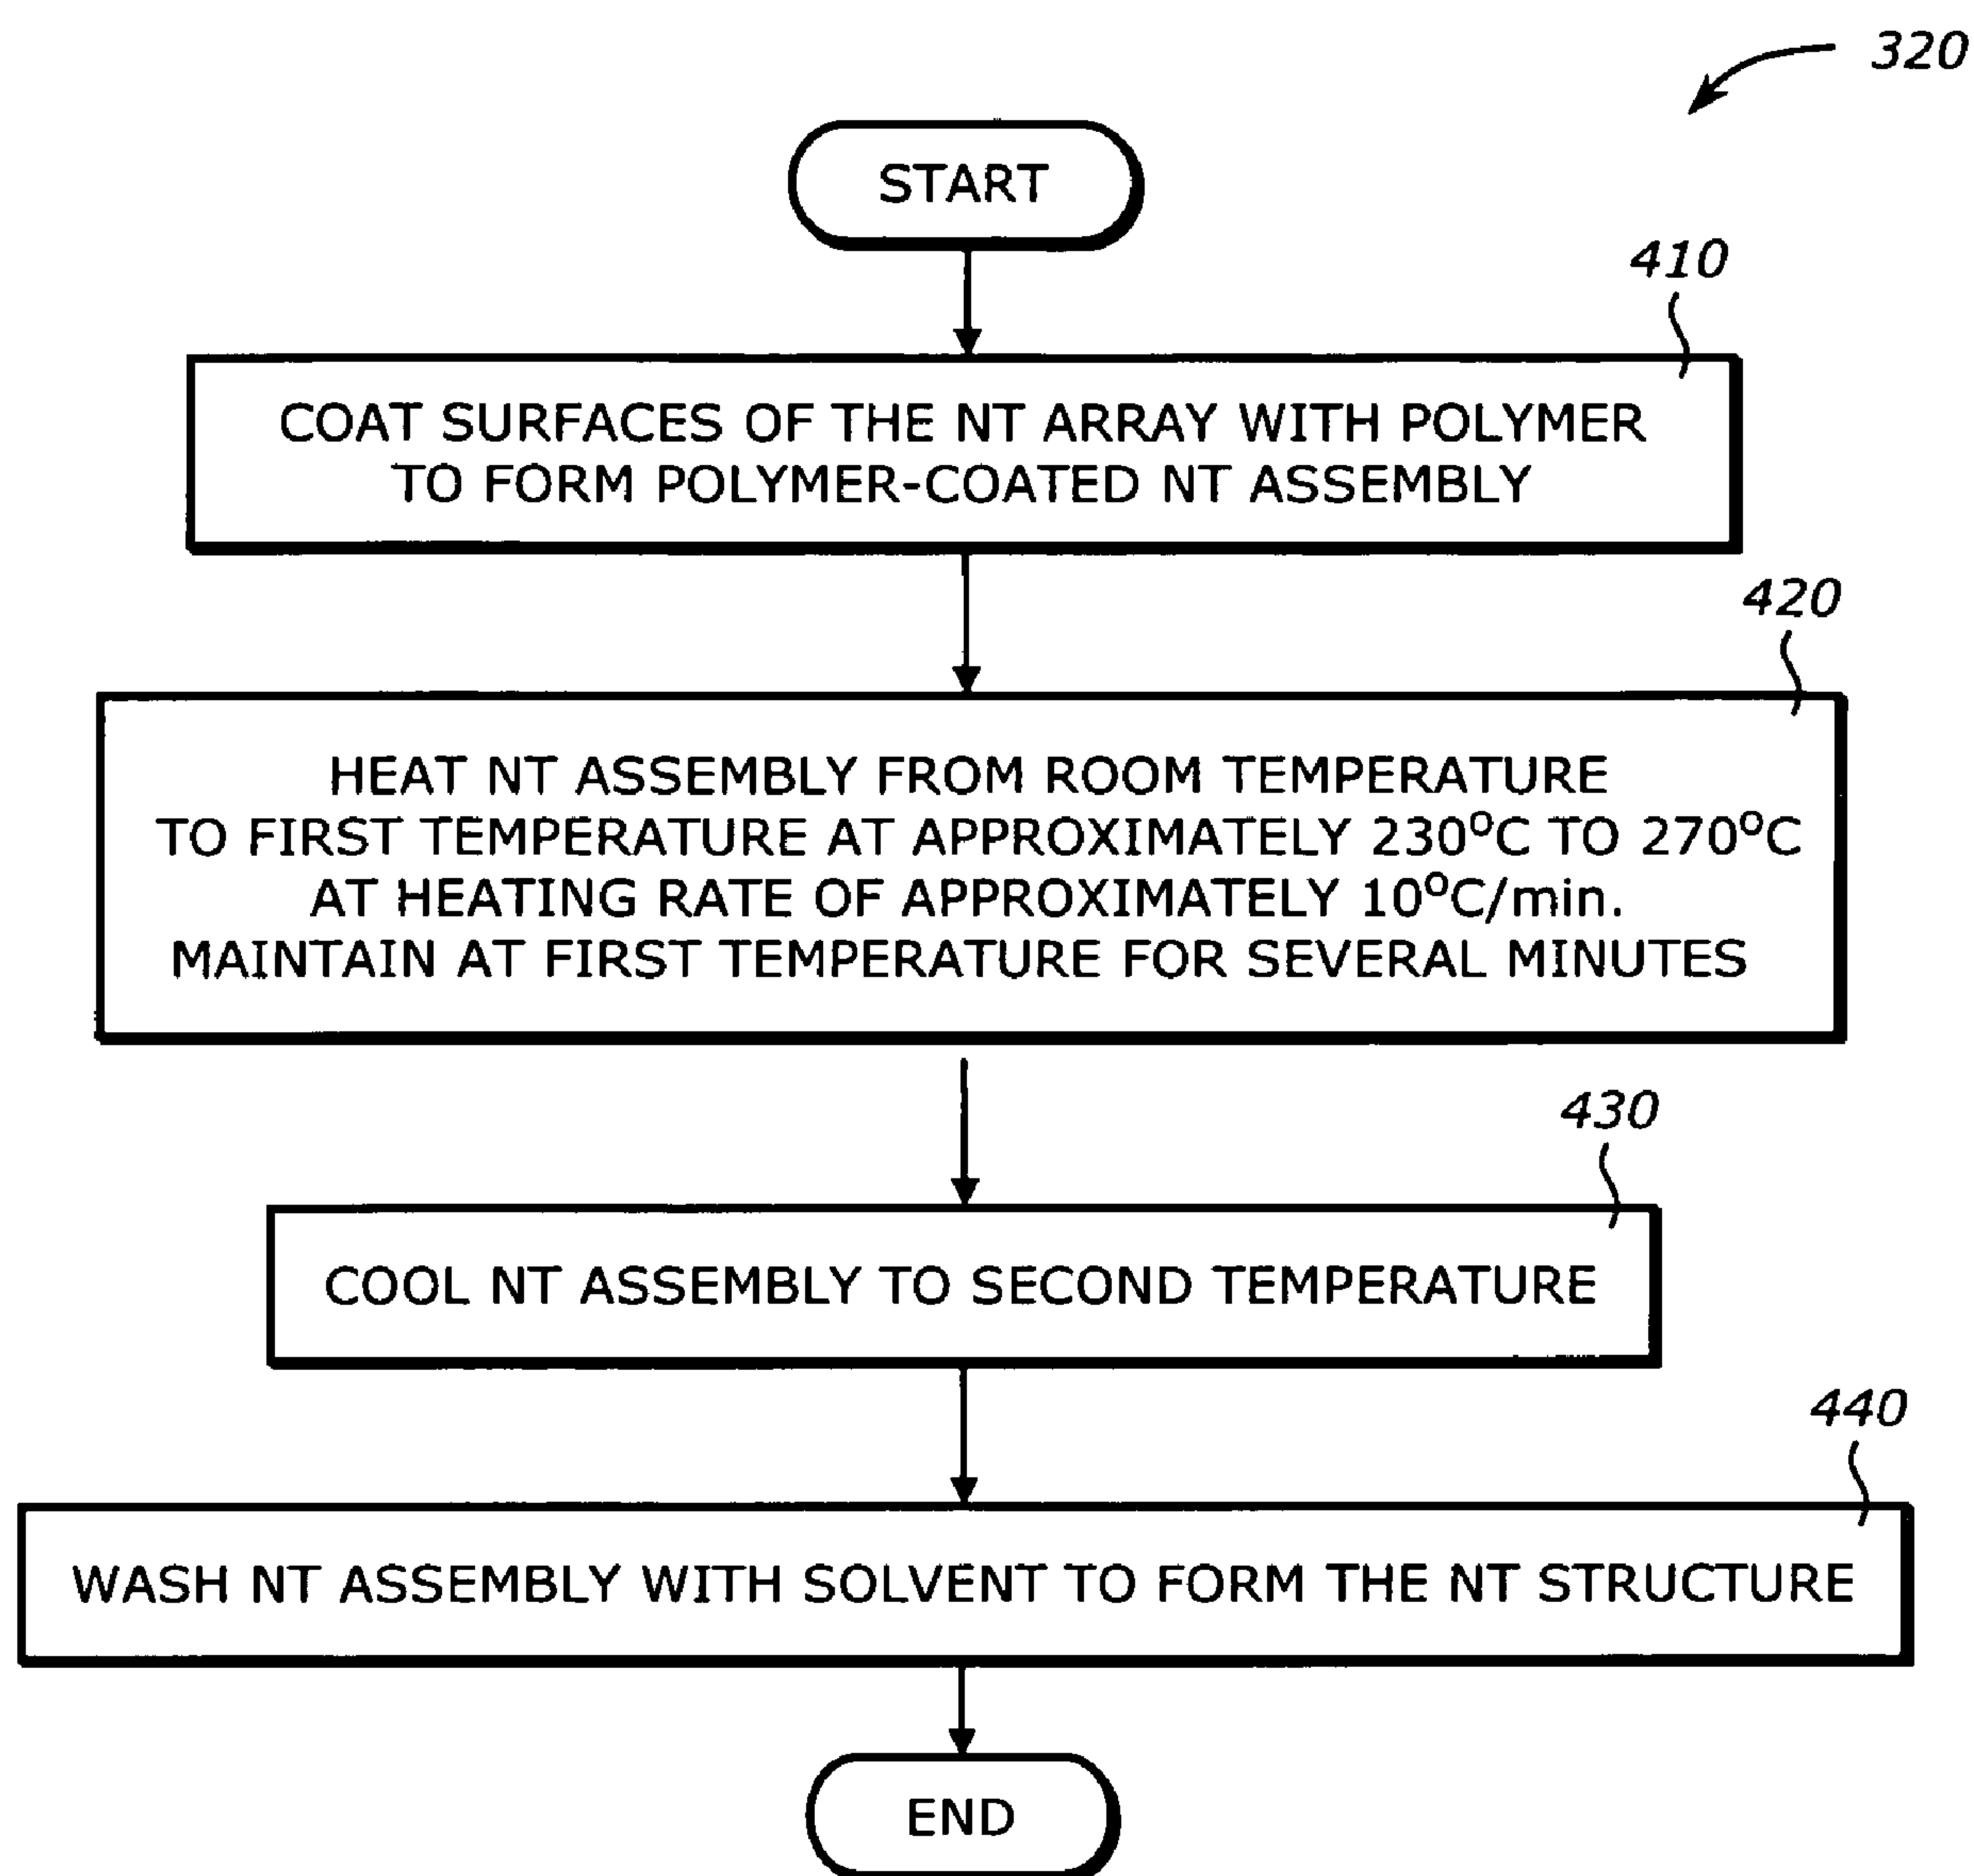 320
START
410
COAT SURFACES OF THE NT ARRAY WITH POLYMER
TO FORM POLYMER-COATED NT ASSEMBLY
420
HEAT NT ASSEMBLY FROM ROOM TEMPERATURE
TO FIRST TEMPERATURE AT APPROXIMATELY 230°C TO 270°C
AT HEATING RATE OF APPROXIMATELY 10°C/min.
MAINTAIN AT FIRST TEMPERATURE FOR SEVERAL MINUTES
430
COOL NT ASSEMBLY TO SECOND TEMPERATURE
440
WASH NT ASSEMBLY WITH SOLVENT TO FORM THE NT STRUCTURE
END